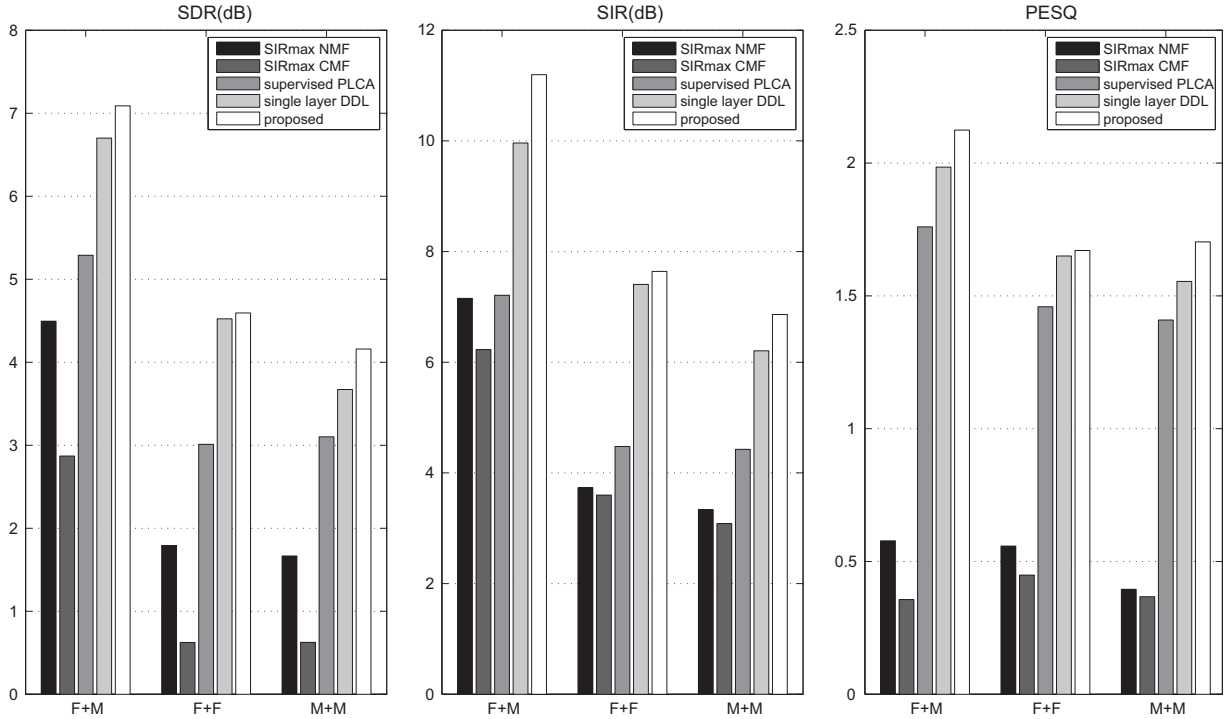 SDR(dB)
8
7
6
5
4
3
2
1
0
SIRmax NMF
SIRmax CMF
supervised PLCA
single layer DDL
proposed
F+M
F+F
M+M
SIR(dB)
12
10
8
6
4
2
0
SIRmax NMF
SIRmax CMF
supervised PLCA
single layer DDL
proposed
F+M
F+F
M+M
PESQ
2.5
2
1.5
1
0.5
0
SIRmax NMF
SIRmax CMF
supervised PLCA
single layer DDL
proposed
F+M
F+F
M+M